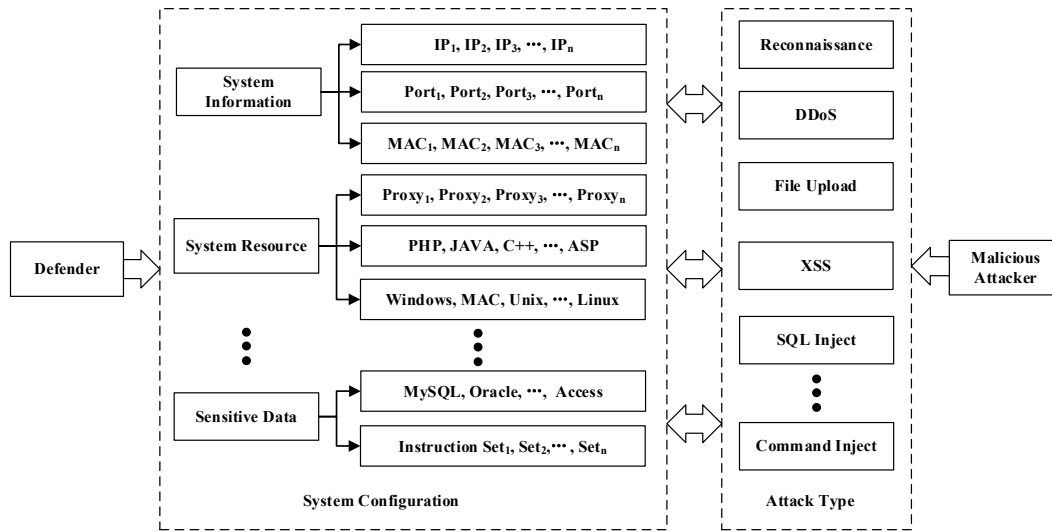 Defender
System
Information
IP₁, IP₂, IP₃, ···, IPₙ
Port₁, Port₂, Port₃, ···, Portₙ
MAC₁, MAC₂, MAC₃, ···, MACₙ
System Resource
Proxy₁, Proxy₂, Proxy₃, ···, Proxyₙ
PHP, JAVA, C++, ···, ASP
Windows, MAC, Unix, ···, Linux
Sensitive Data
MySQL, Oracle, ···, Access
Instruction Set₁, Set₂,···, Setₙ
System Configuration
Reconnaissance
DDoS
File Upload
XSS
SQL Inject
Command Inject
Attack Type
Malicious
Attacker